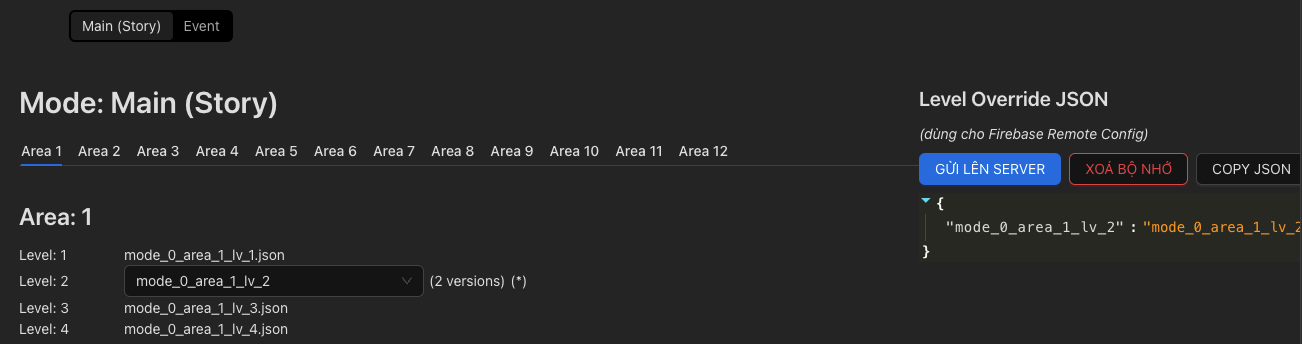 Main (Story) Event
Mode: Main (Story)
Area 1 Area 2 Area 3 Area 4 Area 5 Area 6 Area 7 Area 8 Area 9 Area 10 Area 11 Area 12
Area: 1
Level: 1 mode_0_area_1_lv_1.json
Level: 2 mode_0_area_1_lv_2 (2 versions) (*)
Level: 3 mode_0_area_1_lv_3.json
Level: 4 mode_0_area_1_lv_4.json
Level Override JSON
(dùng cho Firebase Remote Config)
GỬI LÊN SERVER XOÁ BỘ NHỚ COPY JSON
{
"mode_0_area_1_lv_2" : "mode_0_area_1_lv_2
}